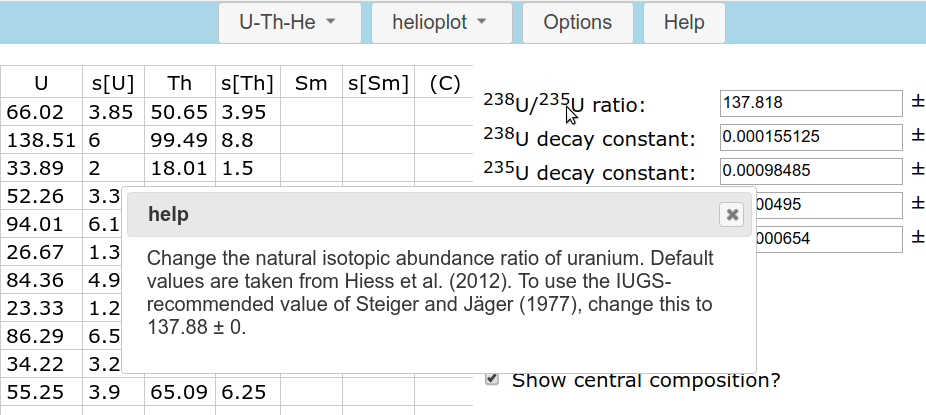 U-Th-He helioplot Options Help
U s[U] Th s[Th] Sm s[Sm] (C)
66.02 3.85 50.65 3.95
138.51 6 99.49 8.8
33.89 2 18.01 1.5
52.26 3.3
94.01 6.1
26.67 1.3
84.36 4.9
23.33 1.2
86.29 6.5
34.22 3.2
55.25 3.9 65.09 6.25
238U/235U ratio: 137.818 ±
238U decay constant: 0.000155125 ±
235U decay constant: 0.00098485 ±
00495 ±
000654 ±
help
Change the natural isotopic abundance ratio of uranium. Default
values are taken from Hiess et al. (2012). To use the IUGS-
recommended value of Steiger and Jäger (1977), change this to
137.88 ± 0.
Show central composition?